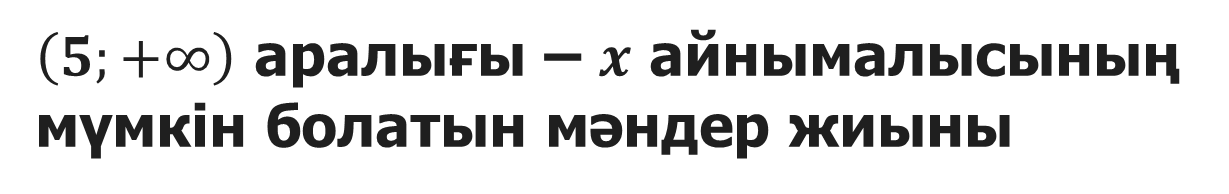 (5; +∞) аралығы – x айнымалысының
мүмкін болатын мәндер жиыны